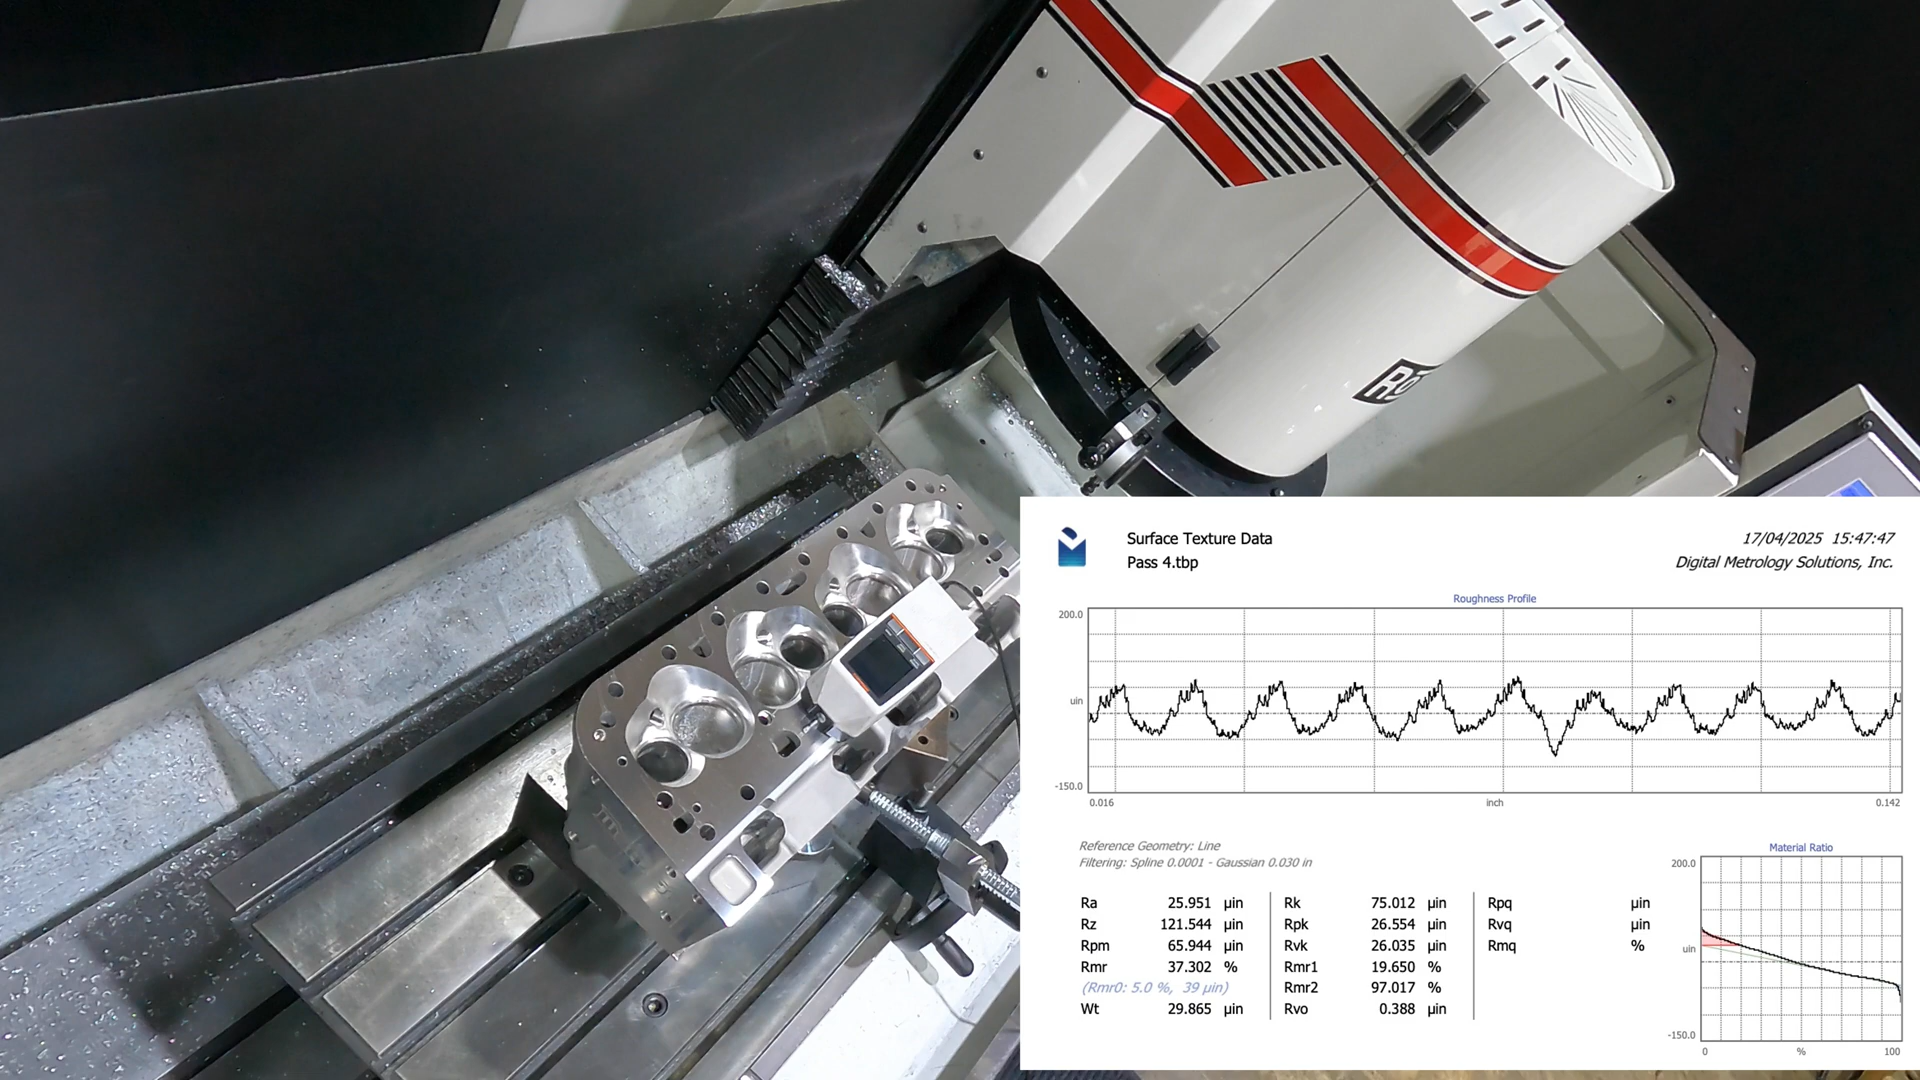 Surface Texture Data
17/04/2025 15:47:47
Pass 4.tbp
Digital Metrology Solutions, Inc.
Roughness Profile
200.0
uin
-150.0
0.016
inch
0.142
Reference Geometry: Line
Filtering: Spline 0.0001 - Gaussian 0.030 in
Ra 25.951 µin
Rz 121.544 µin
Rpm 65.944 µin
Rmr 37.302 %
(Rmr0: 5.0 %, 39 µin)
Wt 29.865 µin
Rk 75.012 µin
Rpk 26.554 µin
Rvk 26.035 µin
Rmr1 19.650 %
Rmr2 97.017 %
Rvo 0.388 µin
Rpq µin
Rvq µin
Rmq %
Material Ratio
200.0
uin
-150.0
0
%
100